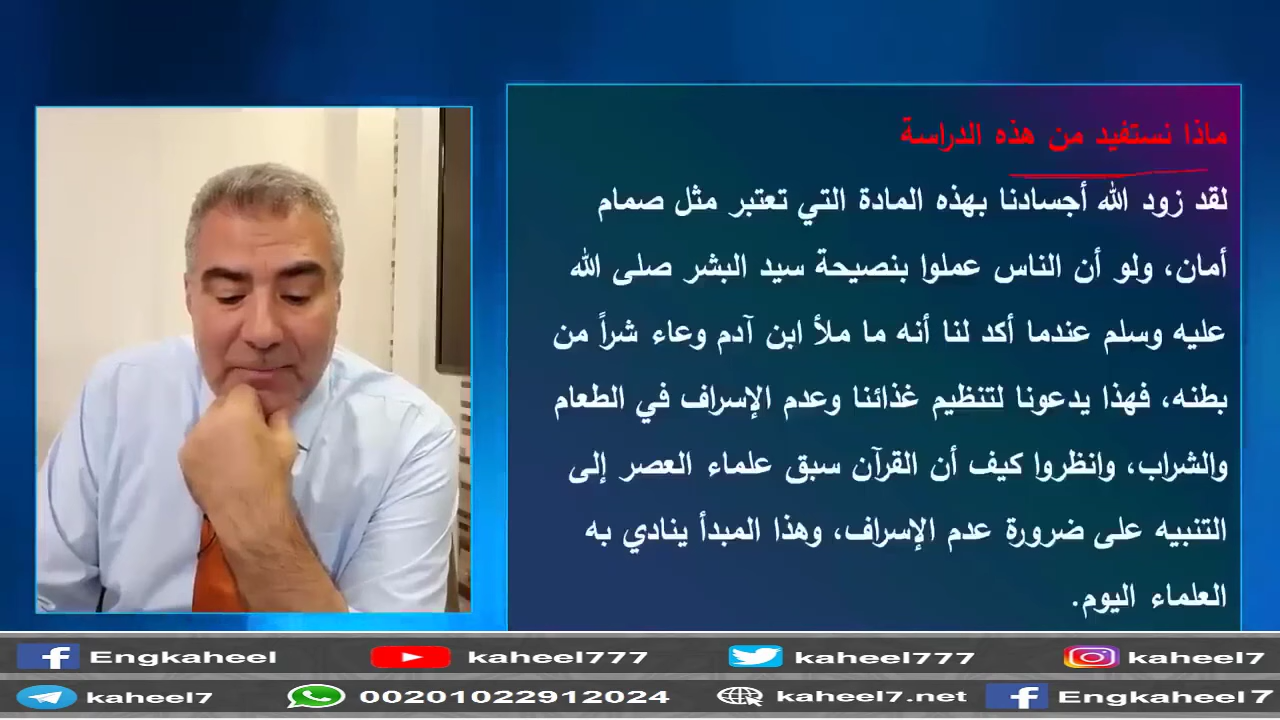 ماذا نستفيد من هذه الدراسة
لقد زود الله أجسادنا بهذه المادة التي تعتبر مثل صمام
أمان، ولو أن الناس عملوا بنصيحة سيد البشر صلى الله
عليه وسلم عندما أكد لنا أنه ما ملأ ابن آدم وعاء شراً من
بطنه، فهذا يدعونا لتنظيم غذائنا وعدم الإسراف في الطعام
والشراب، وانظروا كيف أن القرآن سبق علماء العصر إلى
التنبيه على ضرورة عدم الإسراف، وهذا المبدأ ينادي به
العلماء اليوم.
Engkaheel kaheel777 kaheel777 kaheel7
kaheel7 00201022912024 kaheel7.net Engkaheel7